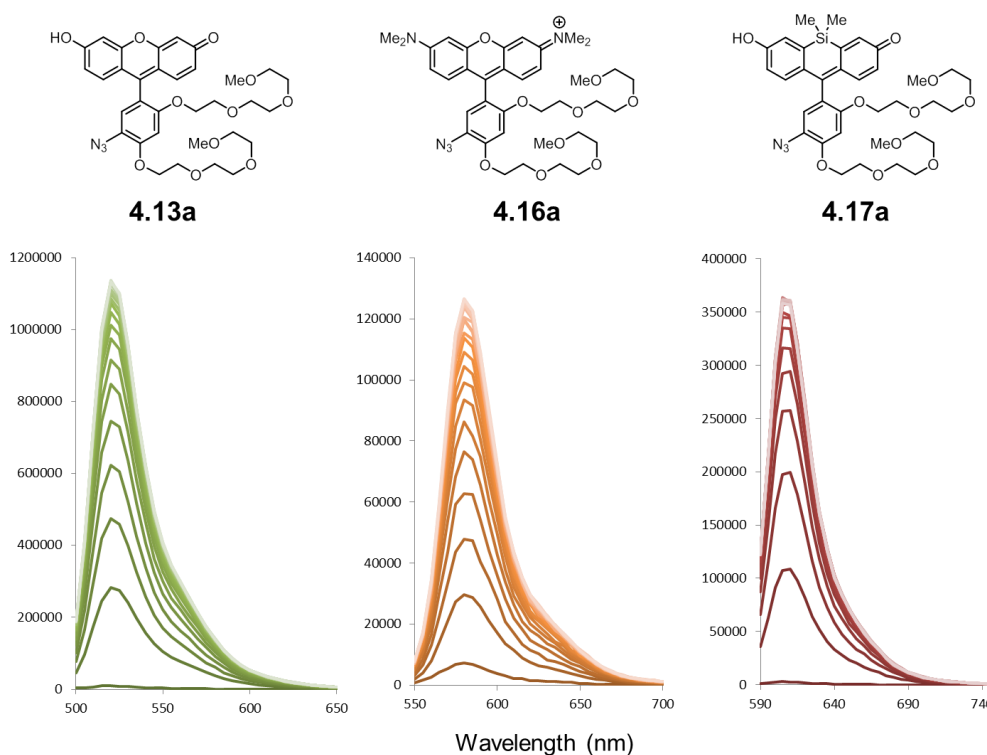 HO O O
MeO O
O O O
N3 MeO O
O O O
4.13a
Me2N O ⊕ NMe2
MeO O
O O O
N3 MeO O
O O O
4.16a
Me Me
HO Si O
MeO O
O O O
N3 MeO O
O O O
4.17a
1200000
1000000
800000
600000
400000
200000
0
500 550 600 650
140000
120000
100000
80000
60000
40000
20000
0
550 600 650 700
400000
350000
300000
250000
200000
150000
100000
50000
0
590 640 690 740
Wavelength (nm)